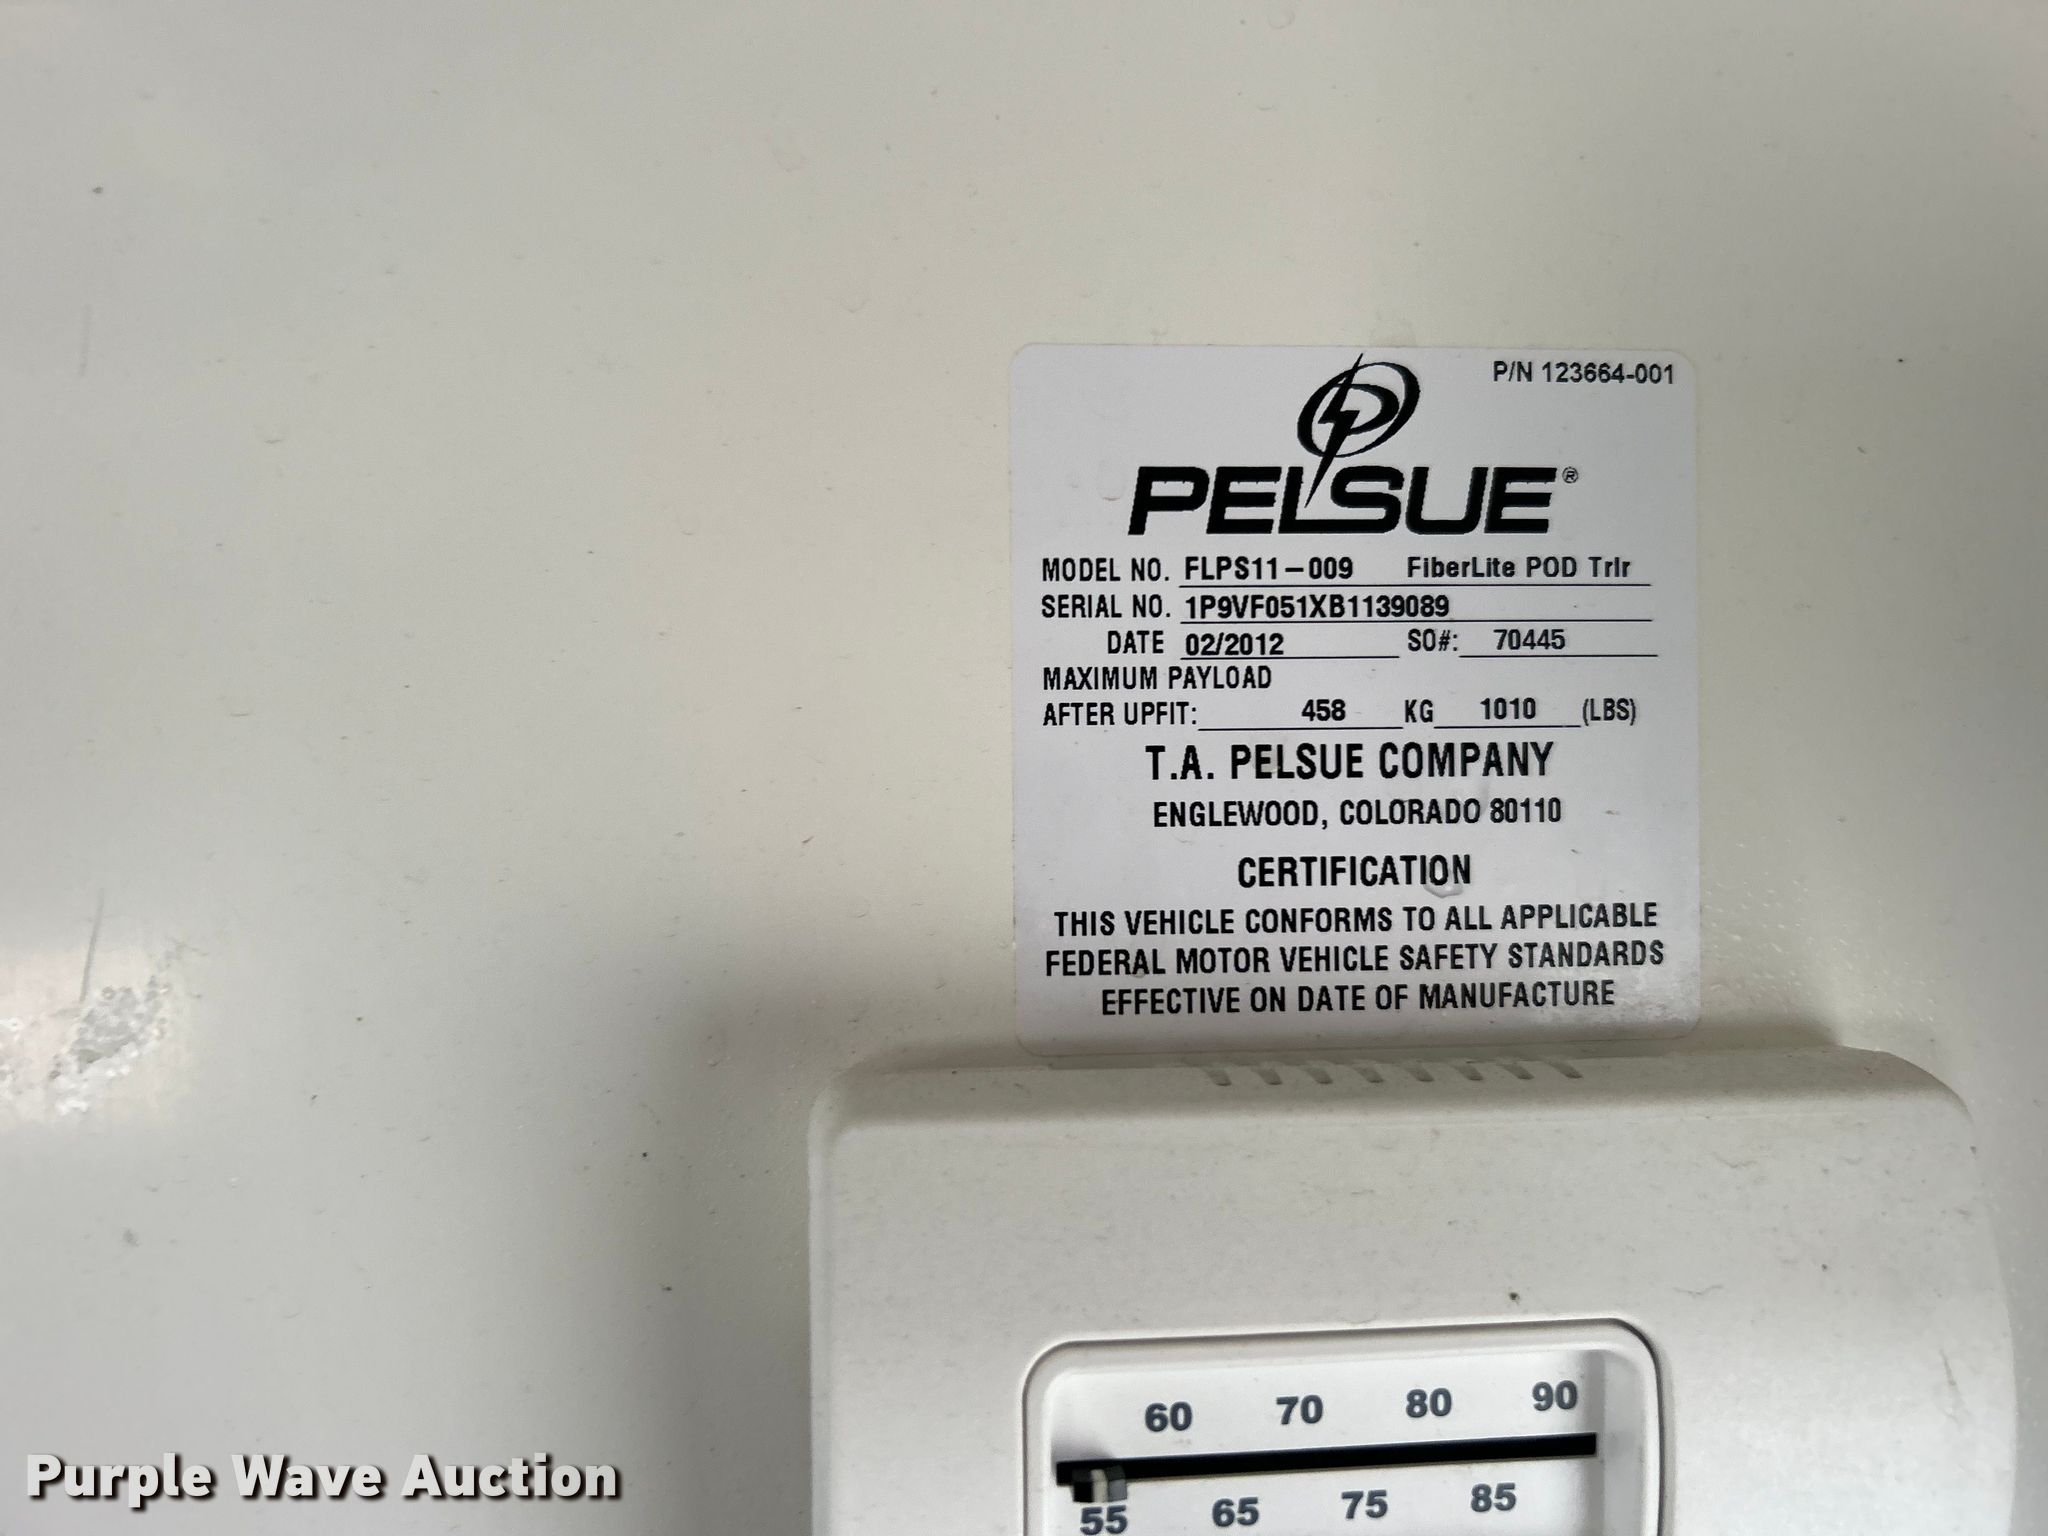 P/N 123664-001
PELSUE®
MODEL NO. FLPS11-009 FiberLite POD Trlr
SERIAL NO. 1P9VF051XB1139089
DATE 02/2012 SO#: 70445
MAXIMUM PAYLOAD
AFTER UPFIT: 458 KG 1010 (LBS)
T.A. PELSUE COMPANY
ENGLEWOOD, COLORADO 80110
CERTIFICATION
THIS VEHICLE CONFORMS TO ALL APPLICABLE
FEDERAL MOTOR VEHICLE SAFETY STANDARDS
EFFECTIVE ON DATE OF MANUFACTURE
60 70 80 90
55 65 75 85
Purple Wave Auction